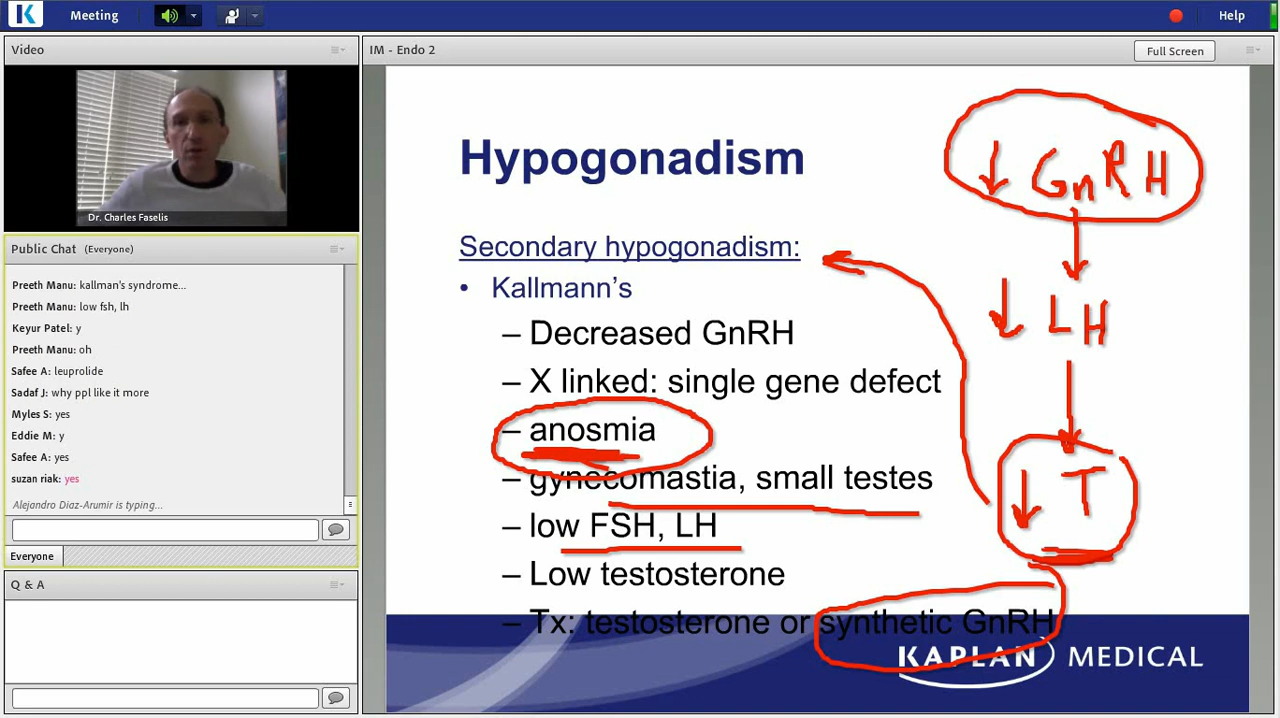 Meeting
Help
Video
IM - Endo 2
Full Screen
Dr. Charles Faselis
Public Chat (Everyone)
Preeth Manu: kallman's syndrome...
Preeth Manu: low fsh, lh
Keyur Patel: y
Preeth Manu: oh
Safee A: leuprolide
Sadaf J: why ppl like it more
Myles S: yes
Eddie M: y
Safee A: yes
suzan riak: yes
Alejandro Diaz-Arumir is typing...
Everyone
Q & A
Hypogonadism
Secondary hypogonadism:
• Kallmann's
– Decreased GnRH
– X linked: single gene defect
– anosmia
– gynecomastia, small testes
– low FSH, LH
– Low testosterone
– Tx: testosterone or synthetic GnRH
↓ GnRH
↓ LH
↓ T
KAPLAN MEDICAL